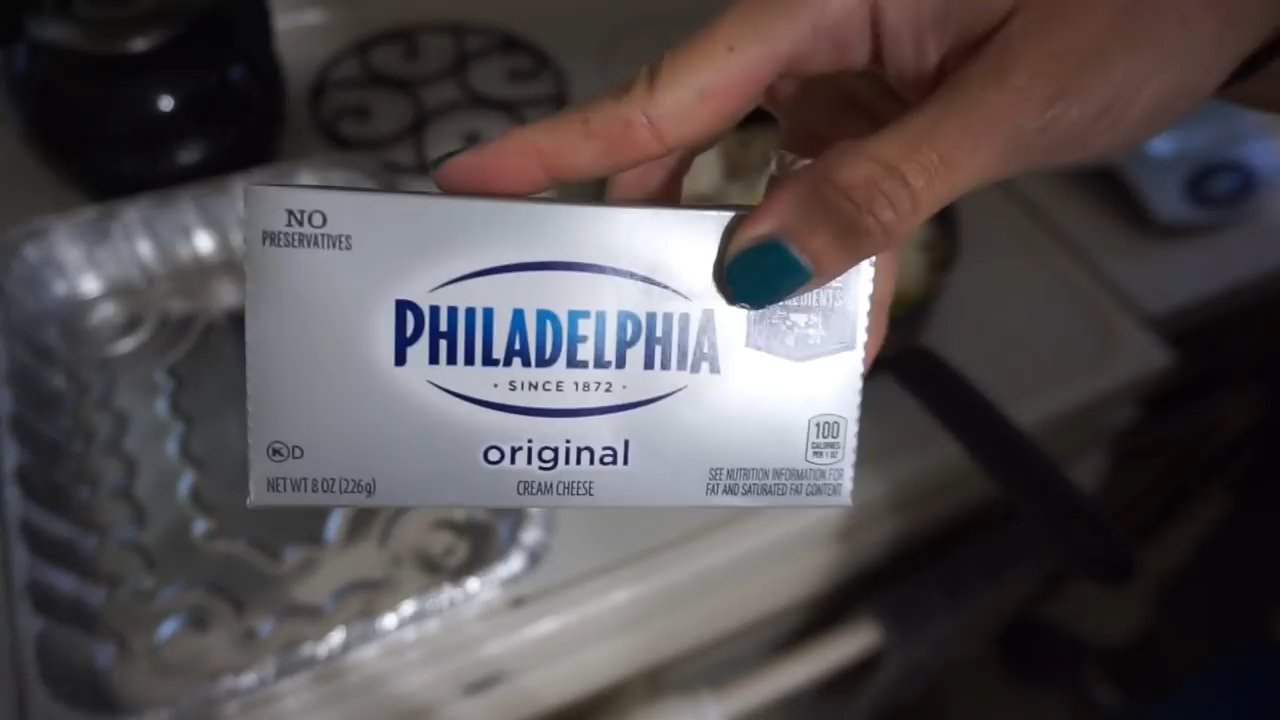 NO
PRESERVATIVES
PHILADELPHIA
· SINCE 1872 ·
original
CREAM CHEESE
K D
NET WT 8 OZ (226g)
100
CALORIES
PER 1 OZ
SEE NUTRITION INFORMATION FOR
FAT AND SATURATED FAT CONTENT